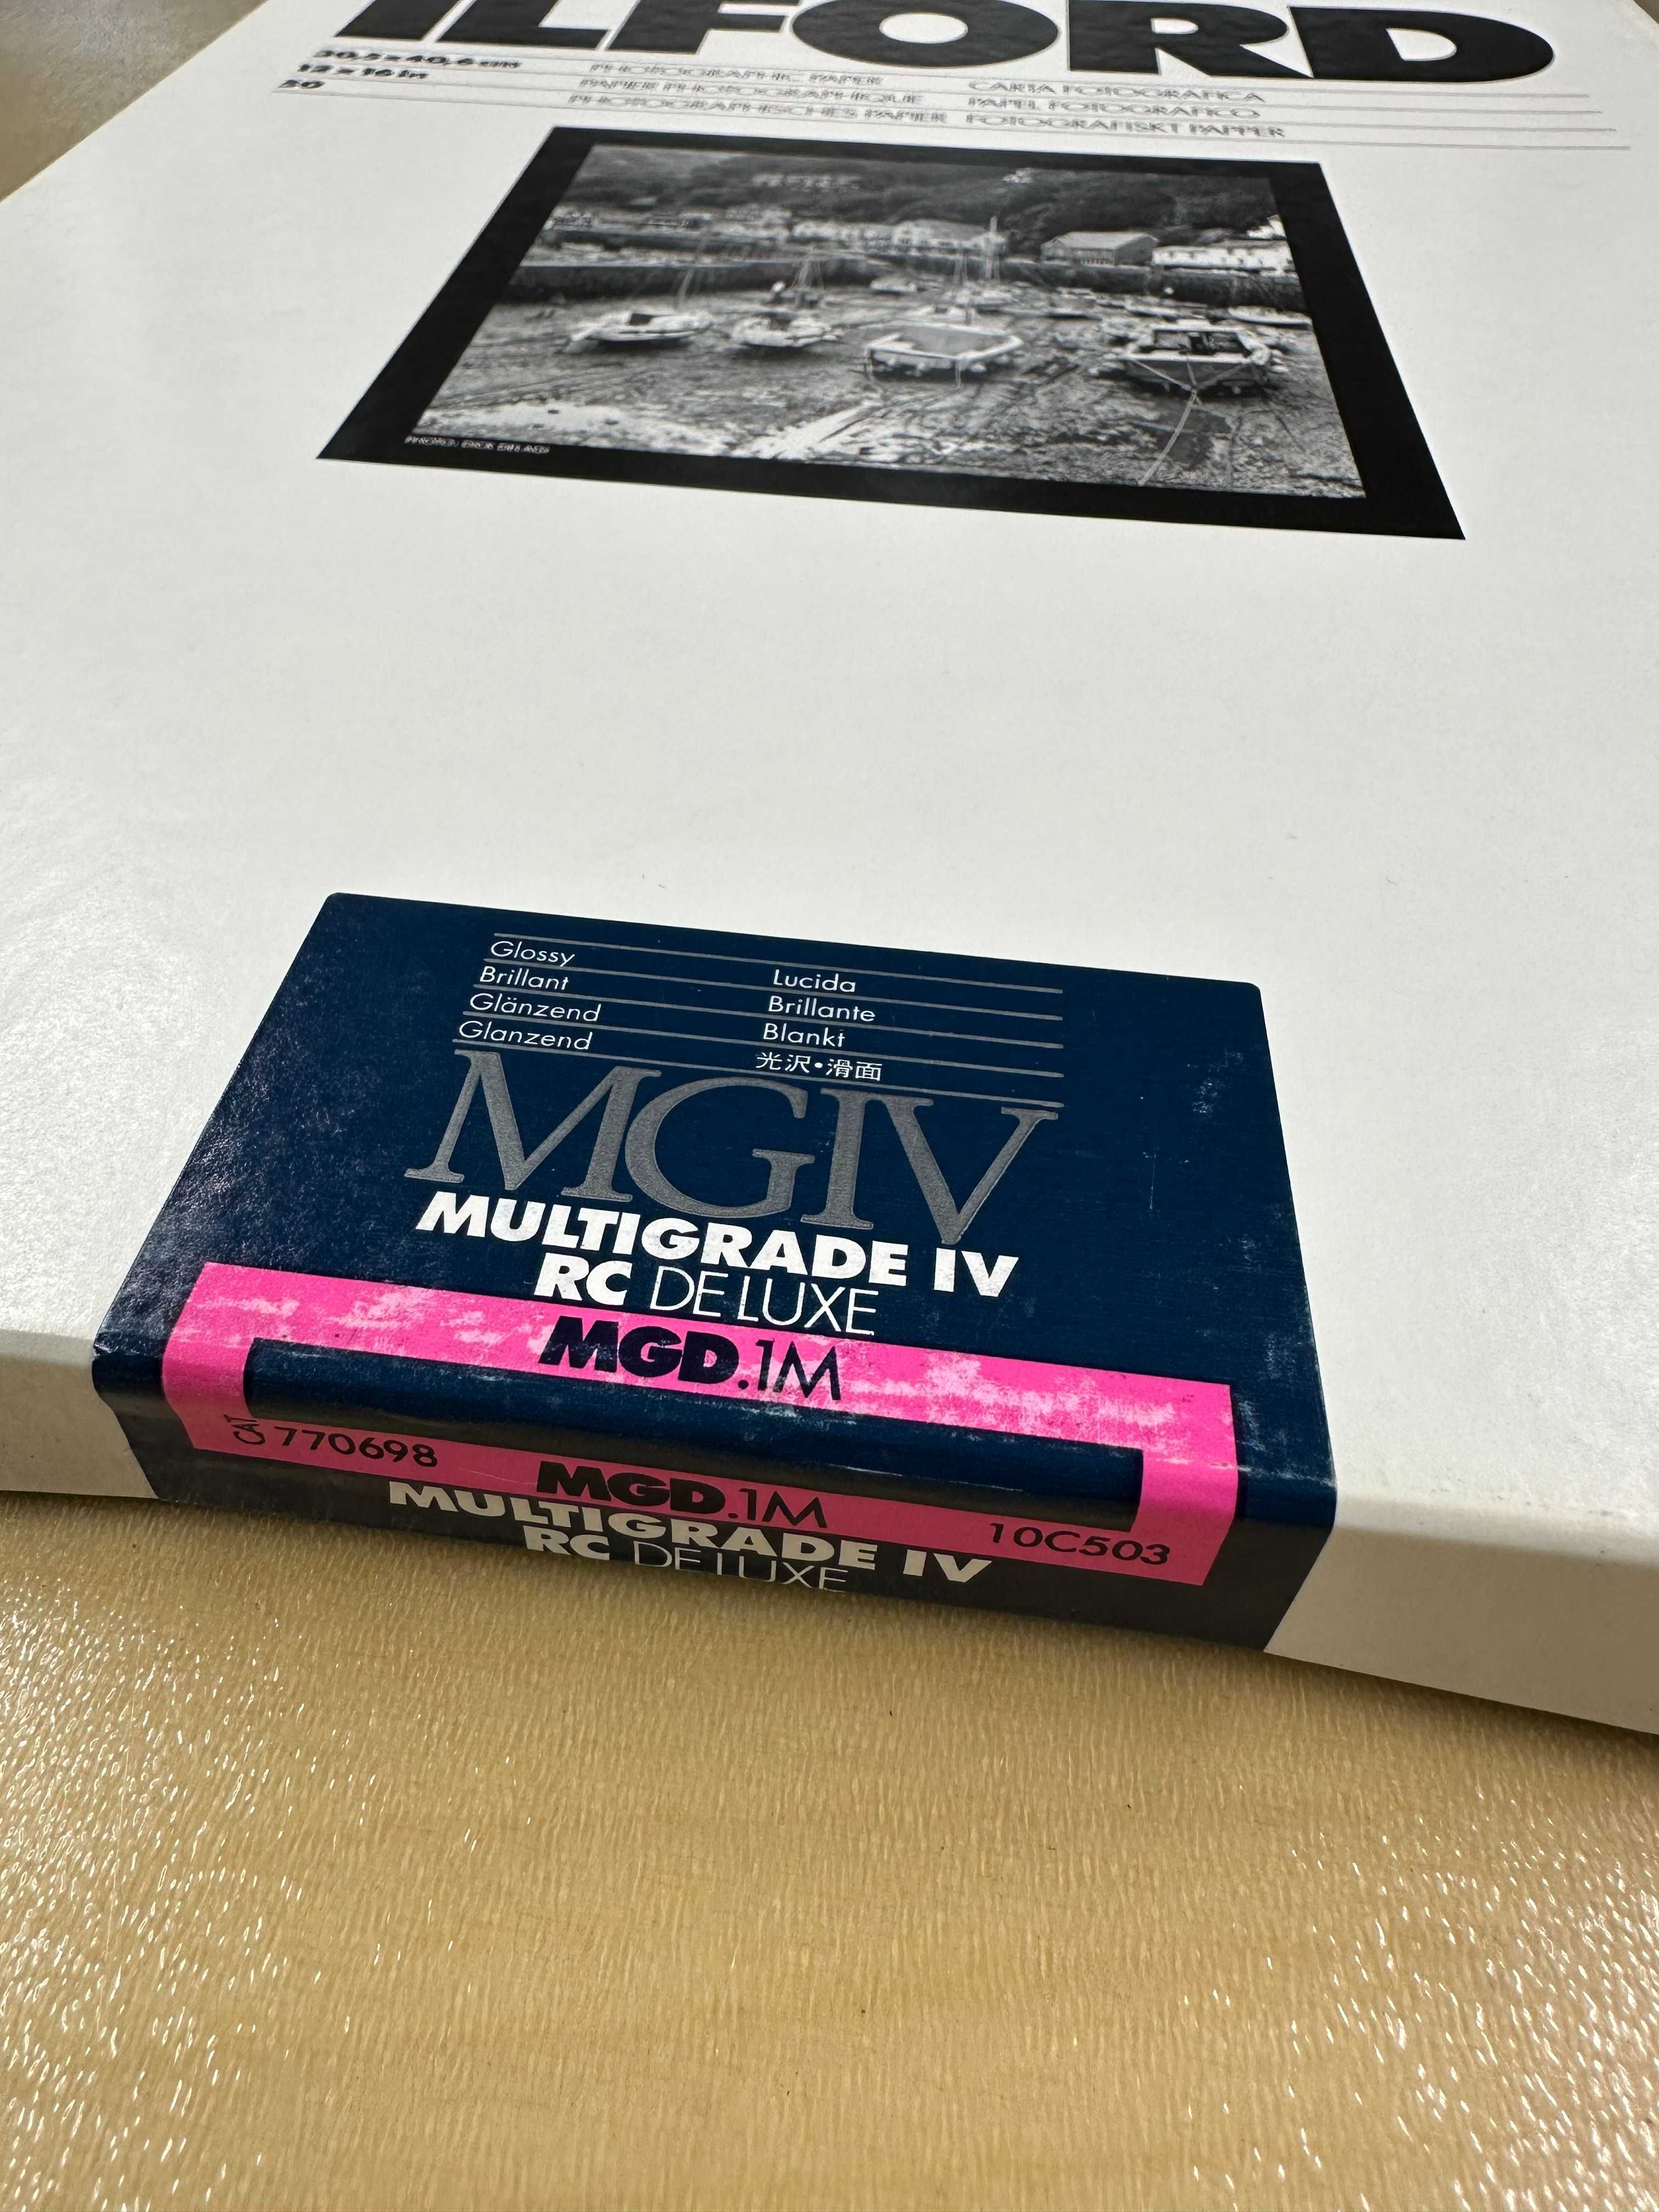 ILFORD
30,5 x 40,6 cm
12 x 16 in
50
PHOTOGRAPHIC PAPER
PAPIER PHOTOGRAPHIQUE
PHOTOGRAPHISCHES PAPIER
CARTA FOTOGRAFICA
PAPEL FOTOGRAFICO
FOTOGRAFISKT PAPPER
Glossy
Brillant
Glänzend
Glanzend
Lucida
Brillante
Blankt
光沢・滑面
MGIV
MULTIGRADE IV
RC DE LUXE
MGD.1M
CAT 770698 MGD.1M 10C503
MULTIGRADE IV
RC DE LUXE